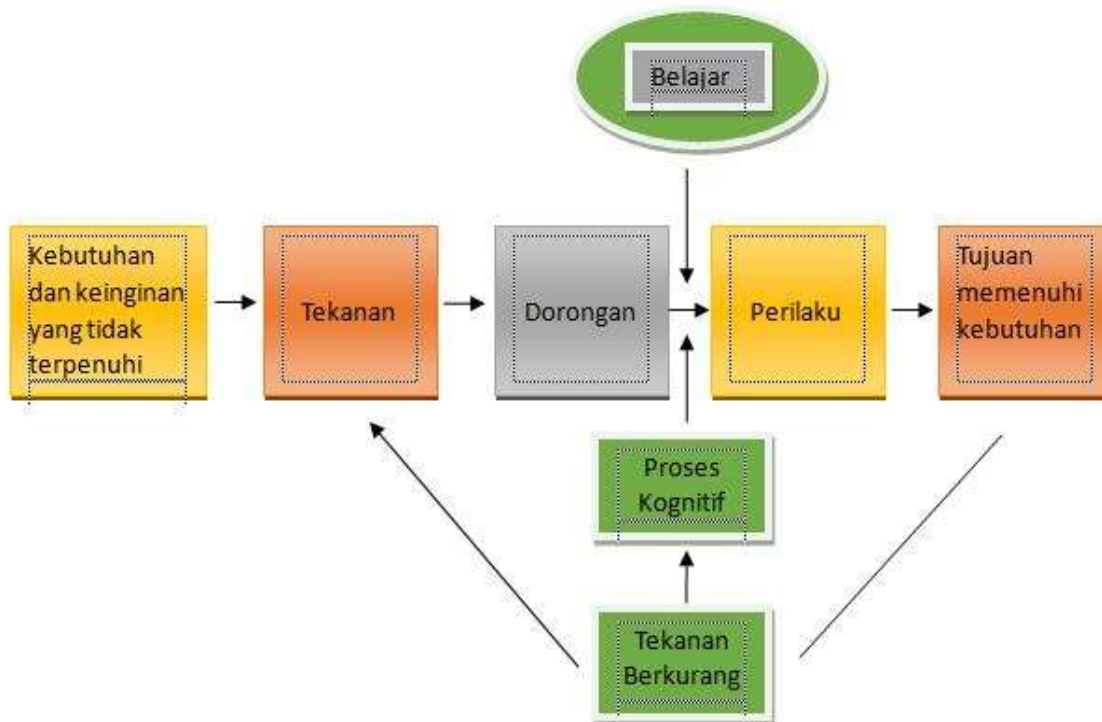 Belajar
Kebutuhan
dan keinginan
yang tidak
terpenuhi
Tekanan
Dorongan
Perilaku
Tujuan
memenuhi
kebutuhan
Proses
Kognitif
Tekanan
Berkurang